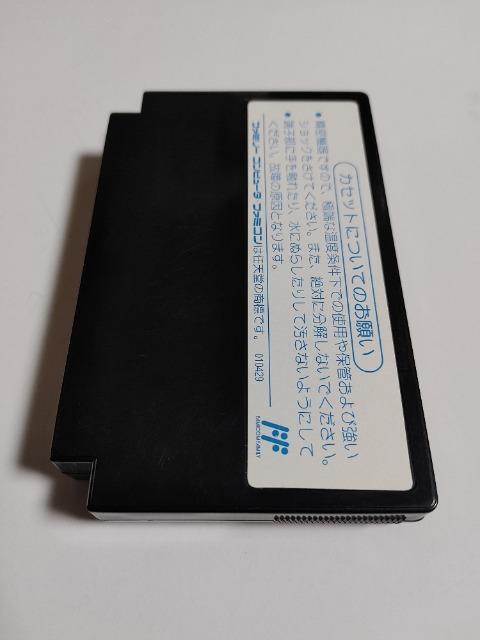 カセットについてのお願い
●精密機器ですので、極端な温度条件下での使用や保管および強い
ショックをさけてください。また、絶対に分解しないでください。
●端子部に手を触れたり、水にぬらしたりして汚さないようにして
ください。故障の原因となります。
ファミリー コンピュータ ファミコンは任天堂の商標です。 010429
FAMICOM FAMILY